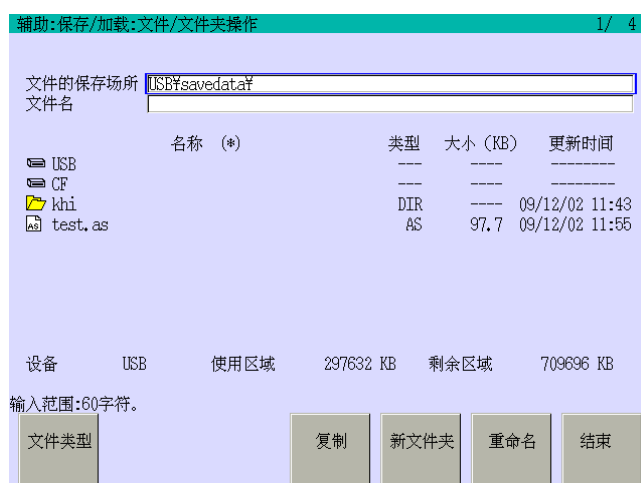 辅助:保存/加载:文件/文件夹操作 1/ 4
文件的保存场所 USB¥savedata¥
文件名
名称 (*) 类型 大小 (KB) 更新时间
USB --- ---- --------
CF --- ---- --------
khi DIR ---- 09/12/02 11:43
AS test.as AS 97.7 09/12/02 11:55
设备 USB 使用区域 297632 KB 剩余区域 709696 KB
输入范围:60字符。
文件类型 复制 新文件夹 重命名 结束